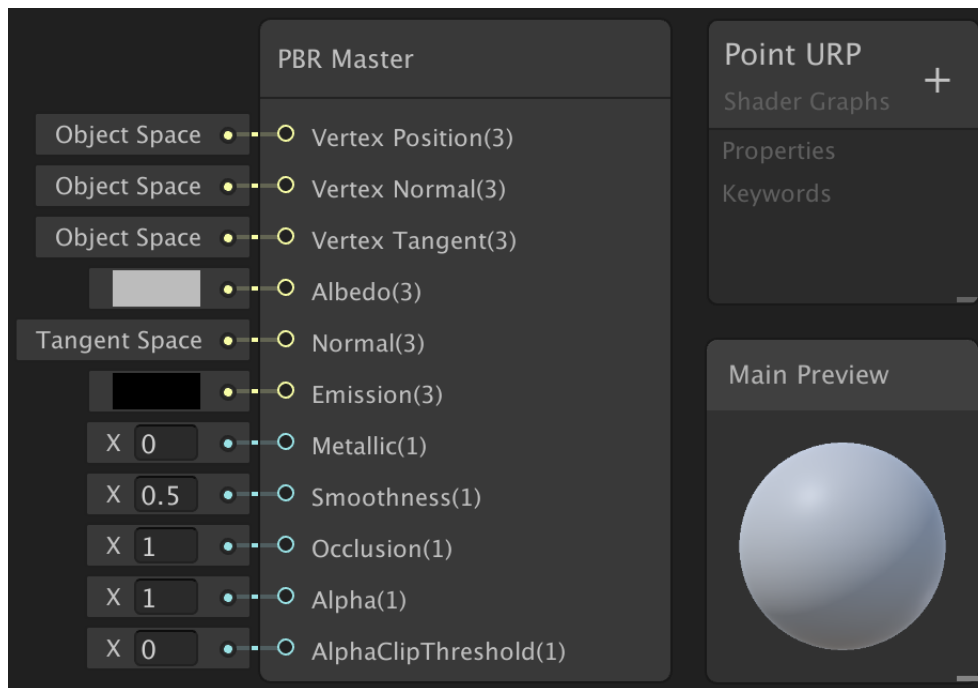 PBR Master
Object Space Vertex Position(3)
Object Space Vertex Normal(3)
Object Space Vertex Tangent(3)
Albedo(3)
Tangent Space Normal(3)
Emission(3)
X 0 Metallic(1)
X 0.5 Smoothness(1)
X 1 Occlusion(1)
X 1 Alpha(1)
X 0 AlphaClipThreshold(1)
Point URP +
Shader Graphs
Properties
Keywords
Main Preview